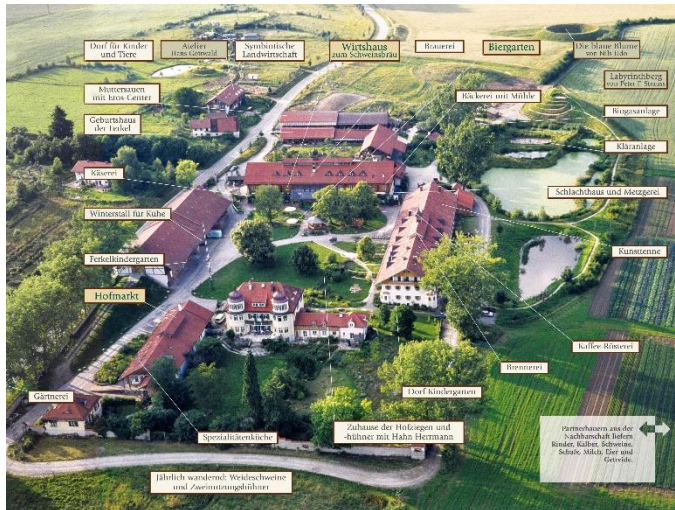 Dorf für Kinder
und Tiere
Atelier
Hans Gottwald
Symbiotische
Landwirtschaft
Wirtshaus
zum Schweinsbräu
Brauerei
Biergarten
Die blaue Blume
von Nils Udo
Labyrinthberg
von Peter F. Strauss
Muttersauen
mit Eros-Center
Bäckerei mit Mühle
Biogasanlage
Geburtshaus
der Ferkel
Kläranlage
Käserei
Schlachthaus und Metzgerei
Winterstall für Kühe
Kunsttenne
Ferkelkindergarten
Hofmarkt
Kaffee-Rösterei
Brennerei
Gärtnerei
Dorf Kindergarten
Spezialitätenküche
Zuhause der Hofziegen und
-hühner mit Hahn Herrmann
Partnerbauern aus der
Nachbarschaft liefern
Rinder, Kälber, Schweine,
Schafe, Milch, Eier und
Getreide.
Jährlich wandernd: Weideschweine
und Zweinutzungshühner